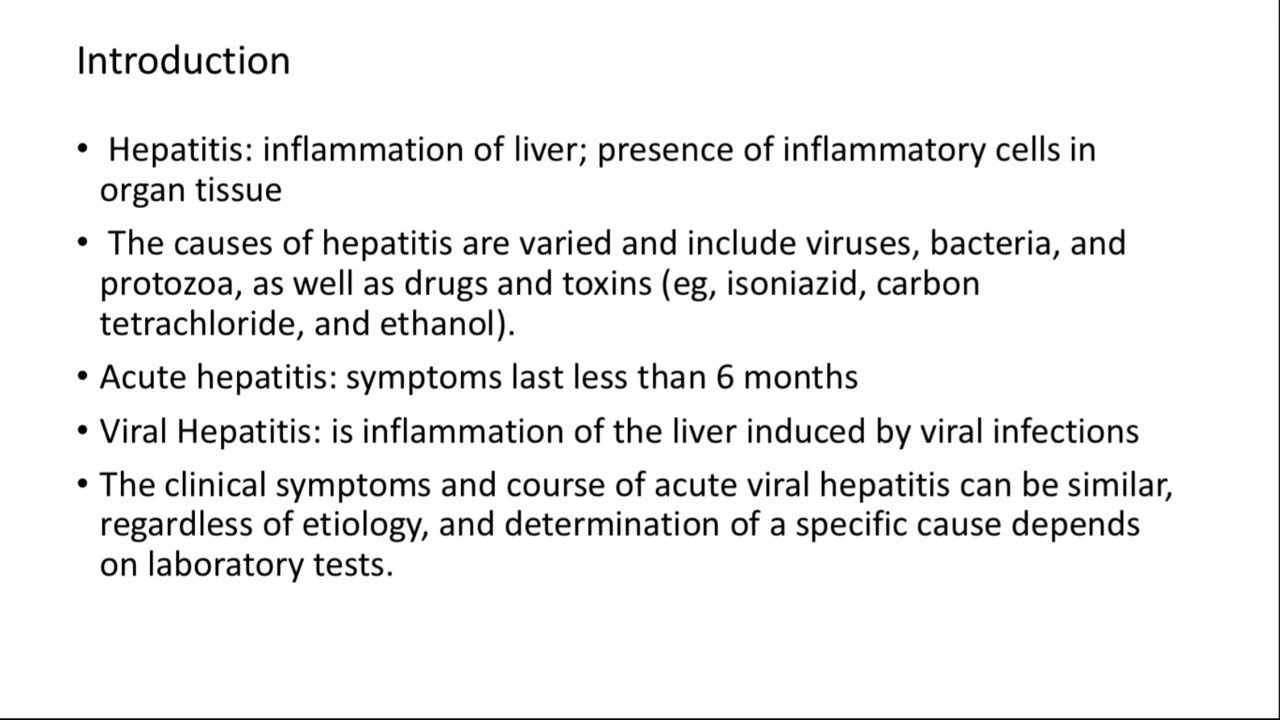 Introduction
• Hepatitis: inflammation of liver; presence of inflammatory cells in
organ tissue
• The causes of hepatitis are varied and include viruses, bacteria, and
protozoa, as well as drugs and toxins (eg, isoniazid, carbon
tetrachloride, and ethanol).
• Acute hepatitis: symptoms last less than 6 months
• Viral Hepatitis: is inflammation of the liver induced by viral infections
• The clinical symptoms and course of acute viral hepatitis can be similar,
regardless of etiology, and determination of a specific cause depends
on laboratory tests.